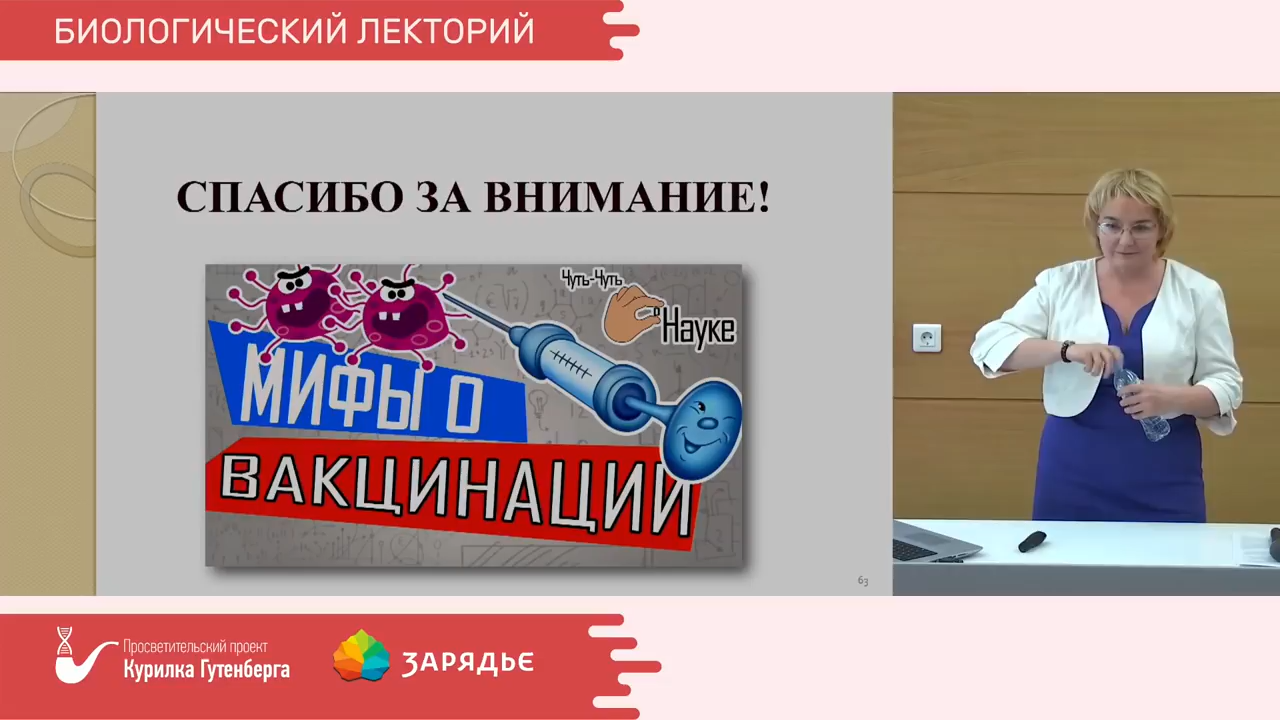 БИОЛОГИЧЕСКИЙ ЛЕКТОРИЙ
СПАСИБО ЗА ВНИМАНИЕ!
Чуть-Чуть
о Науке
МИФЫ О
ВАКЦИНАЦИИ
63
Просветительский проект
Курилка Гутенберга
ЗАРЯДЬЕ